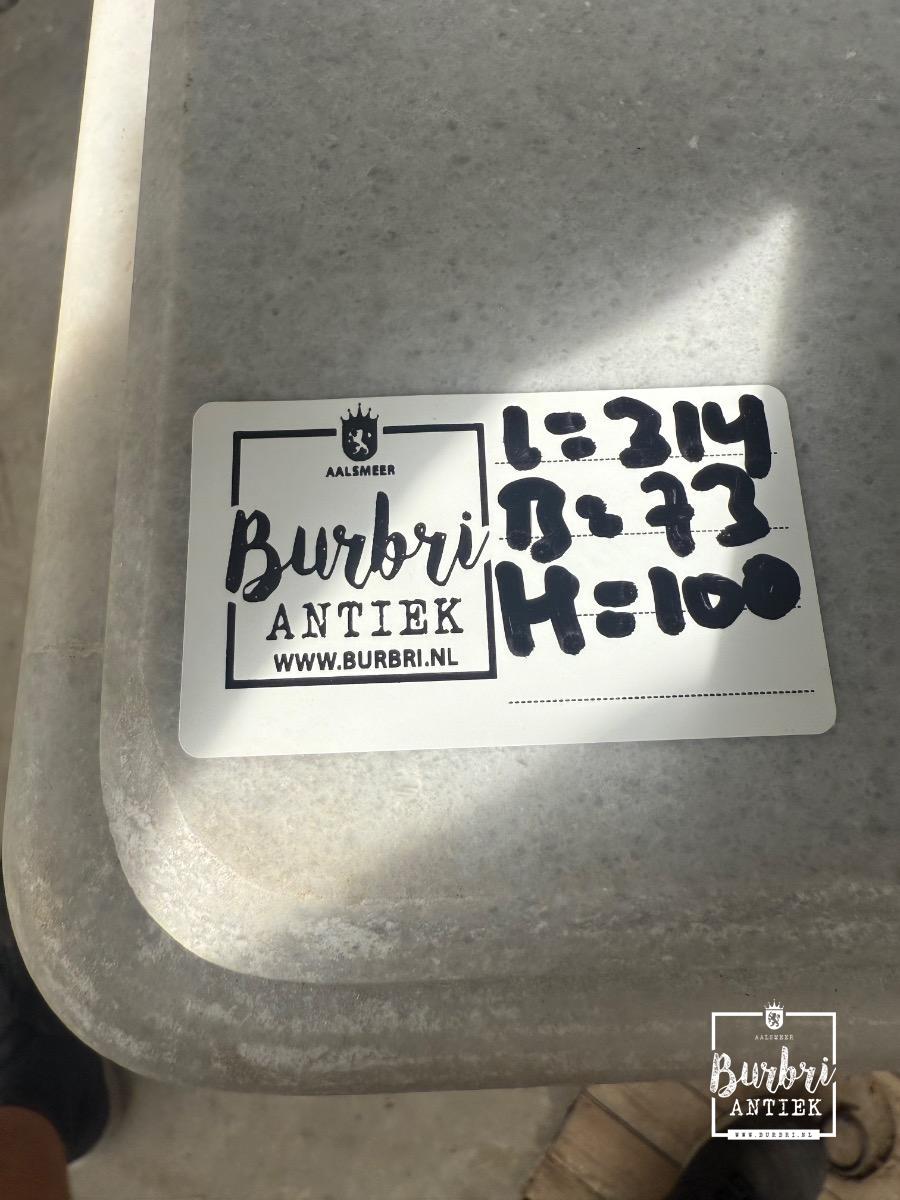 AALSMEER
Burbri
ANTIEK
WWW.BURBRI.NL
L=314
B=73
H=100
AALSMEER
Burbri
ANTIEK
WWW.BURBRI.NL